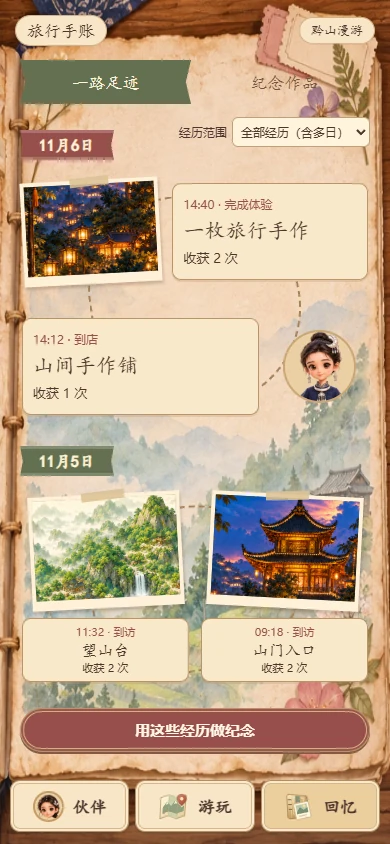 旅行手账
黔山漫游
一路足迹
纪念作品
经历范围
全部经历（含多日）
11月6日
14:40 · 完成体验
一枚旅行手作
收获 2 次
14:12 · 到店
山间手作铺
收获 1 次
11月5日
11:32 · 到访
望山台
收获 2 次
09:18 · 到访
山门入口
收获 2 次
用这些经历做纪念
伙伴
游玩
回忆